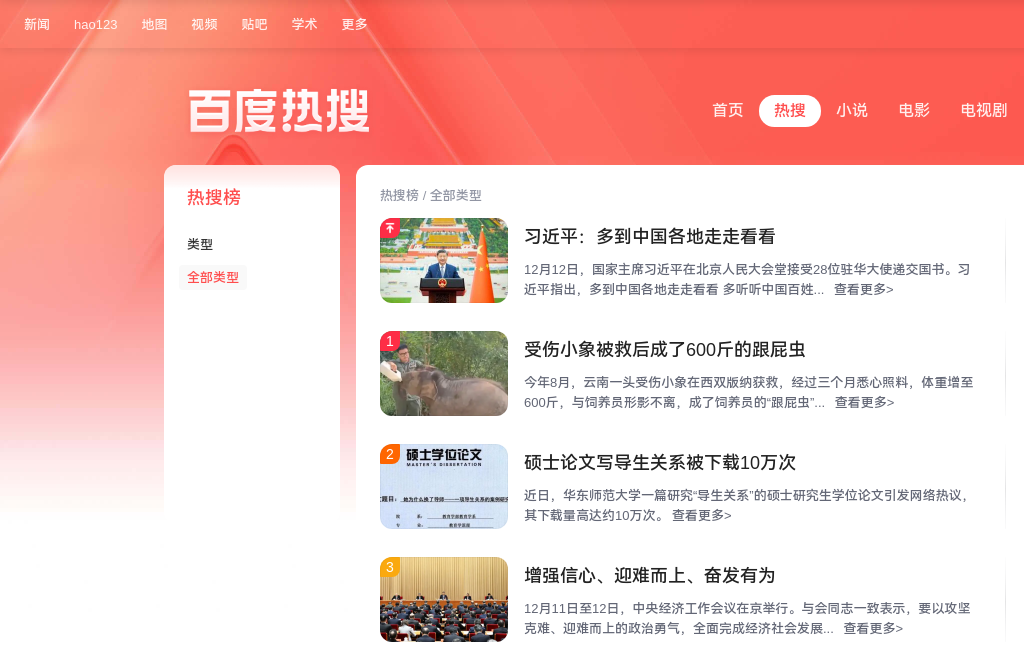 新闻 hao123 地图 视频 贴吧 学术 更多
百度热搜
首页 热搜 小说 电影 电视剧
热搜榜
类型
全部类型
热搜榜 / 全部类型
习近平：多到中国各地走走看看
12月12日，国家主席习近平在北京人民大会堂接受28位驻华大使递交国书。习
近平指出，多到中国各地走走看看 多听听中国百姓... 查看更多>
1
受伤小象被救后成了600斤的跟屁虫
今年8月，云南一头受伤小象在西双版纳获救，经过三个月悉心照料，体重增至
600斤，与饲养员形影不离，成了饲养员的“跟屁虫”... 查看更多>
2
硕士学位论文
MASTER'S DISSERTATION
硕士论文写导生关系被下载10万次
近日，华东师范大学一篇研究“导生关系”的硕士研究生学位论文引发网络热议，
其下载量高达约10万次。 查看更多>
3
增强信心、迎难而上、奋发有为
12月11日至12日，中央经济工作会议在京举行。与会同志一致表示，要以攻坚
克难、迎难而上的政治勇气，全面完成经济社会发展... 查看更多>